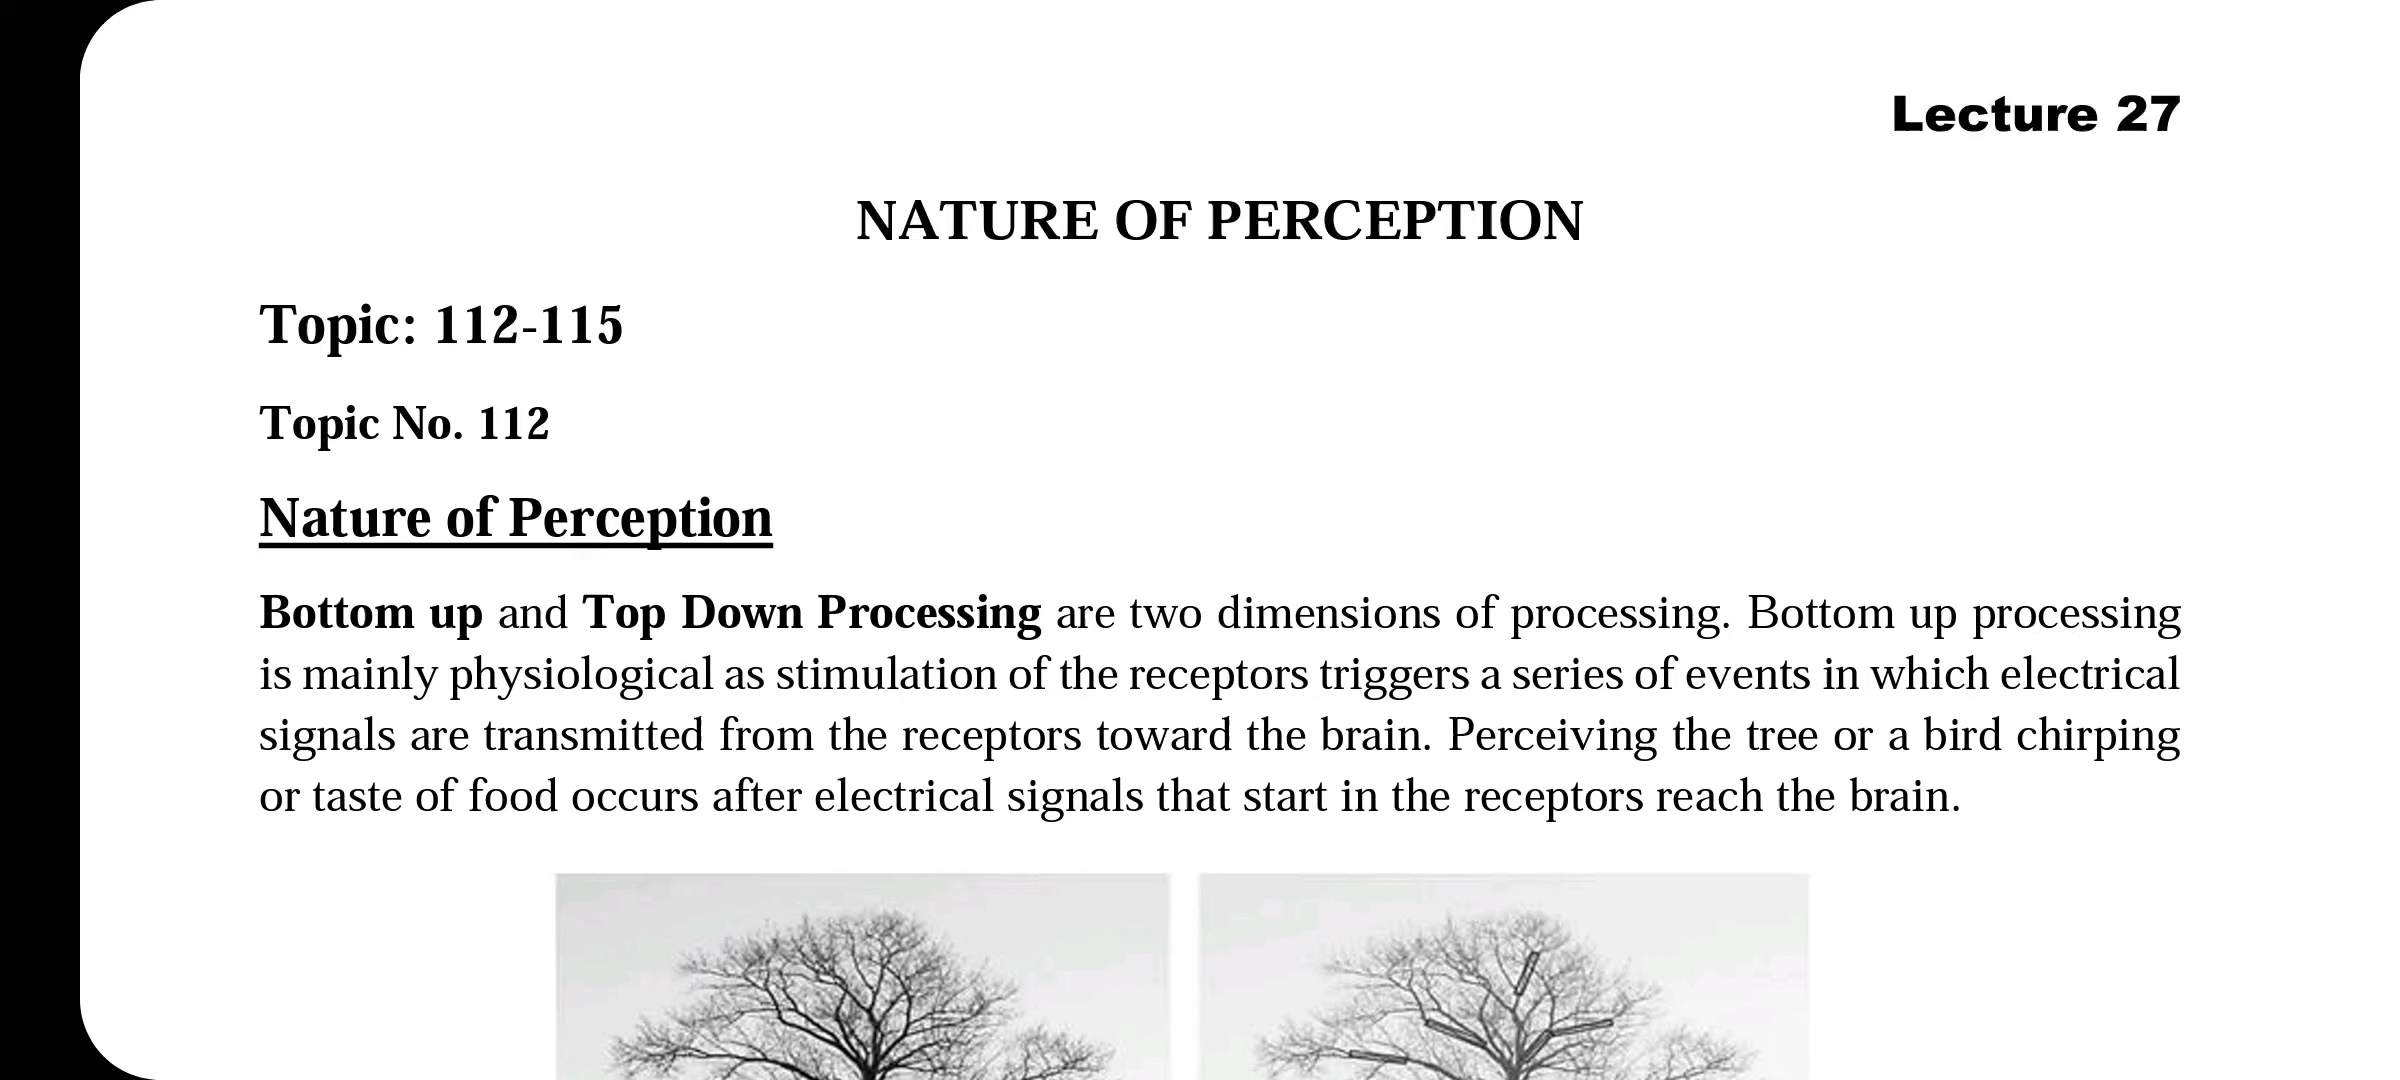 Lecture 27
NATURE OF PERCEPTION
Topic: 112-115
Topic No. 112
Nature of Perception
Bottom up and Top Down Processing are two dimensions of processing. Bottom up processing
is mainly physiological as stimulation of the receptors triggers a series of events in which electrical
signals are transmitted from the receptors toward the brain. Perceiving the tree or a bird chirping
or taste of food occurs after electrical signals that start in the receptors reach the brain.